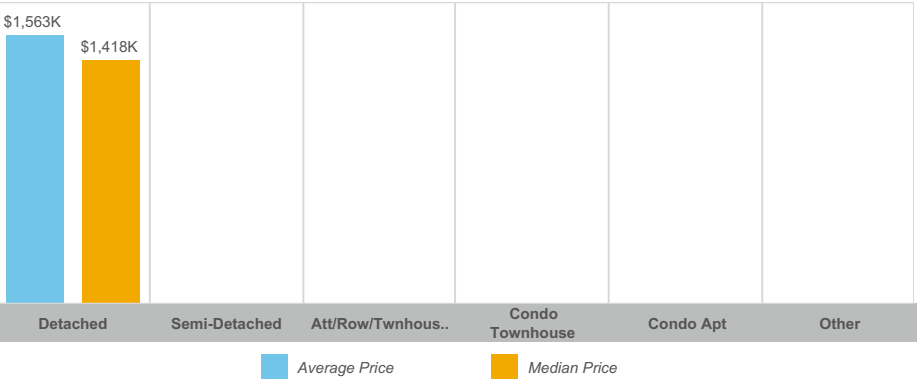 $1,563K
$1,418K
Detached
Semi-Detached
Att/Row/Twnhous..
Condo
Townhouse
Condo Apt
Other
Average Price
Median Price